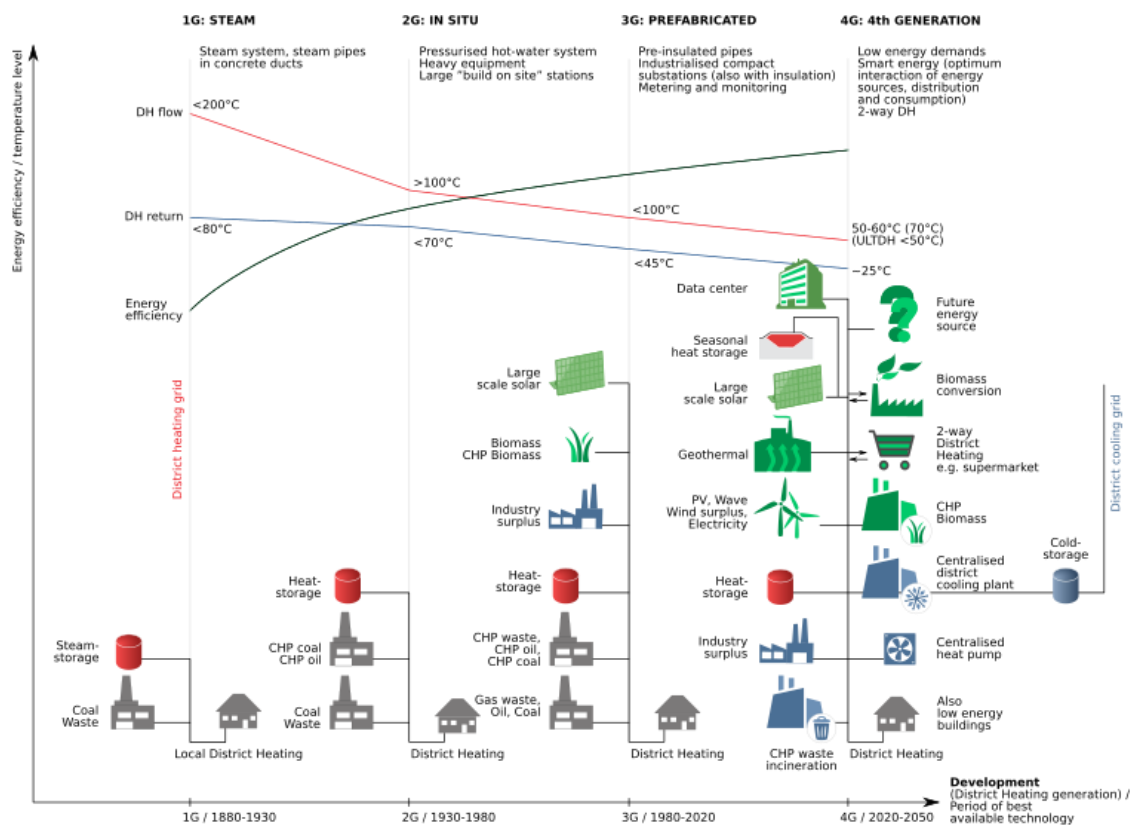 1G: STEAM
2G: IN SITU
3G: PREFABRICATED
4G: 4th GENERATION
Steam system, steam pipes
in concrete ducts
Pressurised hot-water system
Heavy equipment
Large “build on site” stations
Pre-insulated pipes
Industrialised compact
substations (also with insulation)
Metering and monitoring
Low energy demands
Smart energy (optimum
interaction of energy
sources, distribution
and consumption)
2-way DH
Energy efficiency / temperature level
DH flow
<200°C
>100°C
<100°C
50-60°C (70°C)
(ULTDH <50°C)
DH return
<80°C
<70°C
<45°C
~25°C
Energy
efficiency
District heating grid
Data center
Future
energy
source
Seasonal
heat storage
Large
scale solar
Large
scale solar
Biomass
conversion
Biomass
CHP Biomass
Geothermal
2-way
District
Heating
e.g. supermarket
District cooling grid
Industry
surplus
PV, Wave
Wind surplus,
Electricity
CHP
Biomass
Cold-
storage
Heat-
storage
Heat-
storage
Heat-
storage
Centralised
district
cooling plant
Steam-
storage
CHP coal
CHP oil
CHP waste,
CHP oil,
CHP coal
Industry
surplus
Centralised
heat pump
Coal
Waste
Coal
Waste
Gas waste,
Oil, Coal
Also
low energy
buildings
Local District Heating
District Heating
District Heating
CHP waste
incineration
District Heating
Development
(District Heating generation) /
Period of best
available technology
1G / 1880-1930
2G / 1930-1980
3G / 1980-2020
4G / 2020-2050